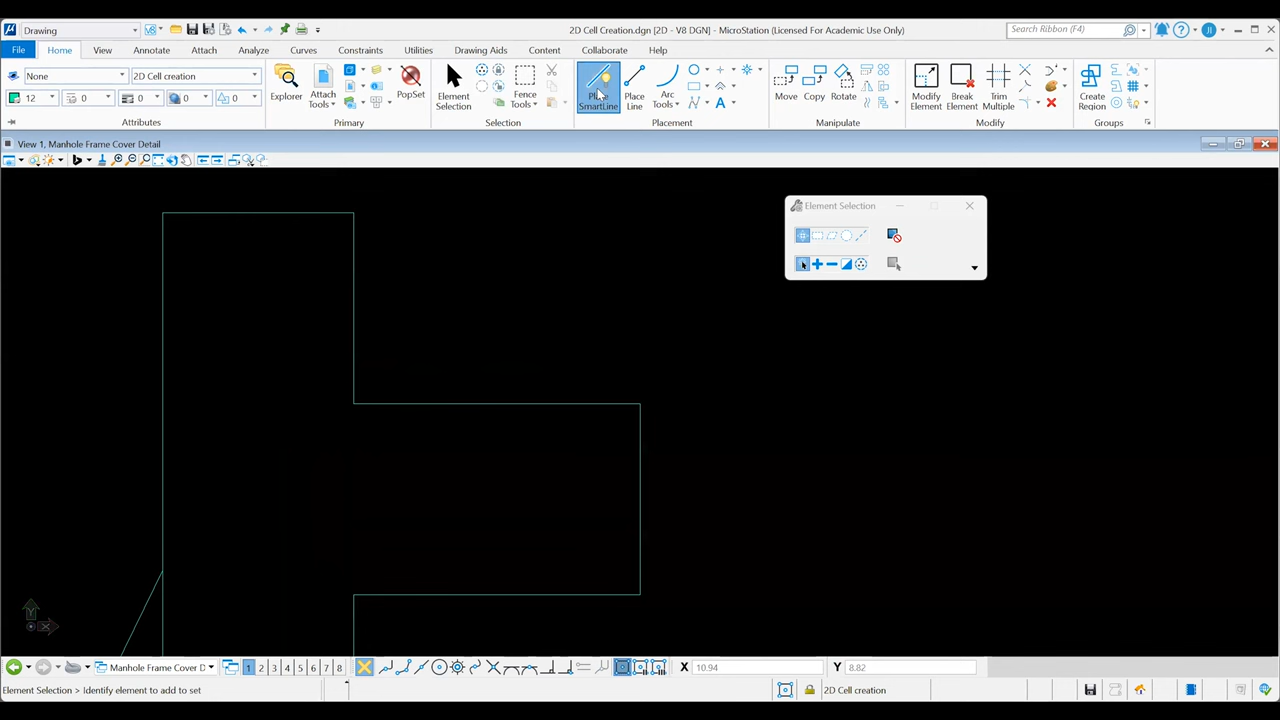 Drawing
2D Cell Creation.dgn [2D - V8 DGN] - MicroStation (Licensed For Academic Use Only)
Search Ribbon (F4)
JI
File Home View Annotate Attach Analyze Curves Constraints Utilities Drawing Aids Content Collaborate Help
None
2D Cell creation
12
0
0
0
0
Explorer
Attach Tools
PopSet
Element Selection
Fence Tools
Place SmartLine
Place Line
Arc Tools
Move
Copy
Rotate
Modify Element
Break Element
Trim Multiple
Create Region
Attributes
Primary
Selection
Placement
Manipulate
Modify
Groups
View 1, Manhole Frame Cover Detail
Element Selection
Y
X
Manhole Frame Cover D
1 2 3 4 5 6 7 8
X 10.94
Y 8.82
Element Selection > Identify element to add to set
2D Cell creation